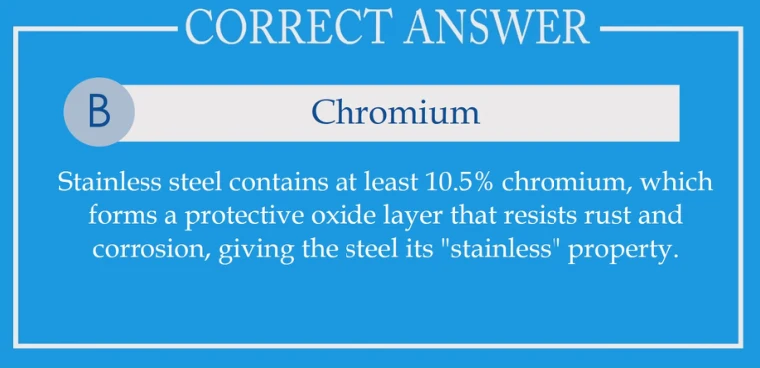 CORRECT ANSWER
B
Chromium
Stainless steel contains at least 10.5% chromium, which
forms a protective oxide layer that resists rust and
corrosion, giving the steel its "stainless" property.